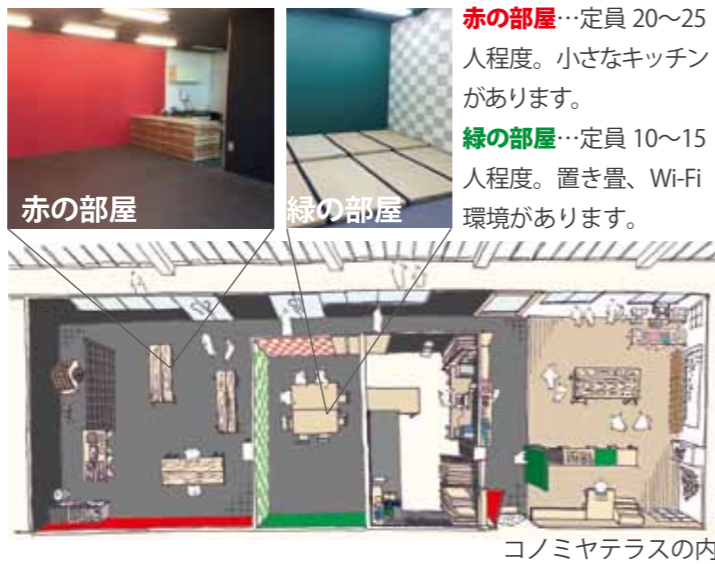 赤の部屋…定員 20〜25
人程度。小さなキッチン
があります。
緑の部屋…定員 10〜15
人程度。置き畳、Wi-Fi
環境があります。
赤の部屋
緑の部屋
コノミヤテラスの内